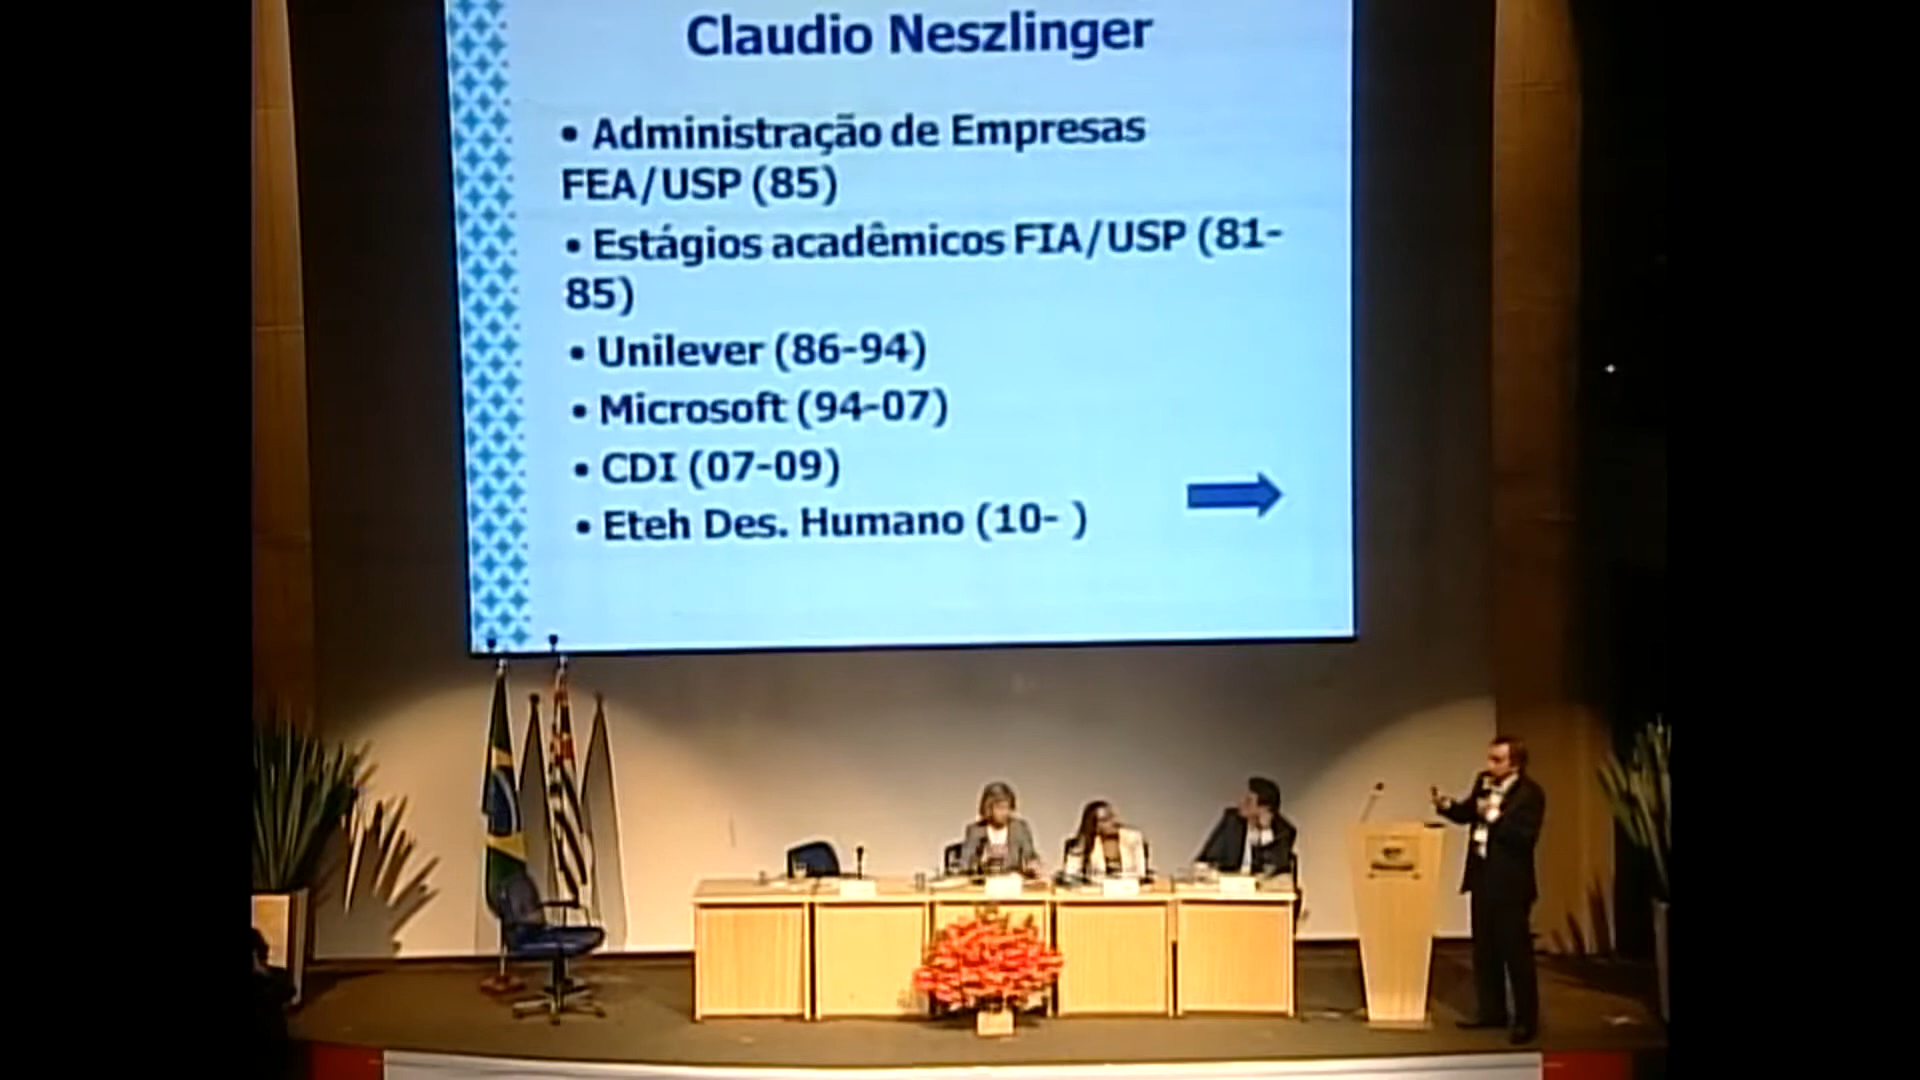 Claudio Neszlinger
• Administração de Empresas
FEA/USP (85)
• Estágios acadêmicos FIA/USP (81-
85)
• Unilever (86-94)
• Microsoft (94-07)
• CDI (07-09)
• Eteh Des. Humano (10- )